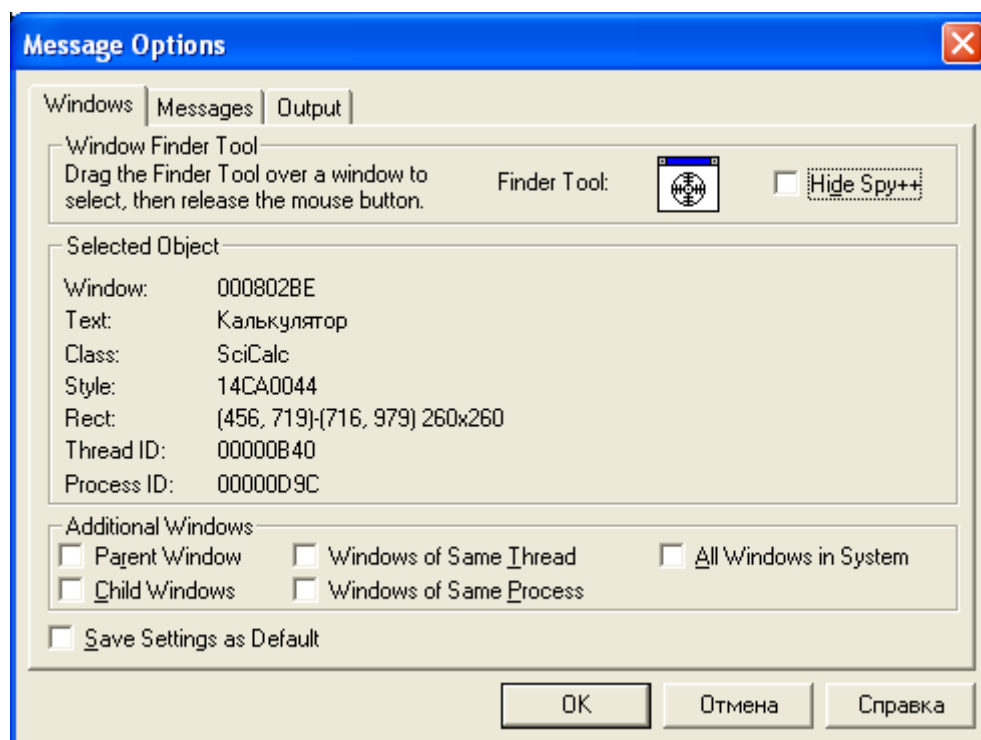 Message Options
Windows Messages Output
Window Finder Tool
Drag the Finder Tool over a window to
select, then release the mouse button.
Finder Tool: Hide Spy++
Selected Object
Window: 000802BE
Text: Калькулятор
Class: SciCalc
Style: 14CA0044
Rect: (456, 719)-(716, 979) 260x260
Thread ID: 00000B40
Process ID: 00000D9C
Additional Windows
Parent Window Windows of Same Thread All Windows in System
Child Windows Windows of Same Process
Save Settings as Default
OK Отмена Справка